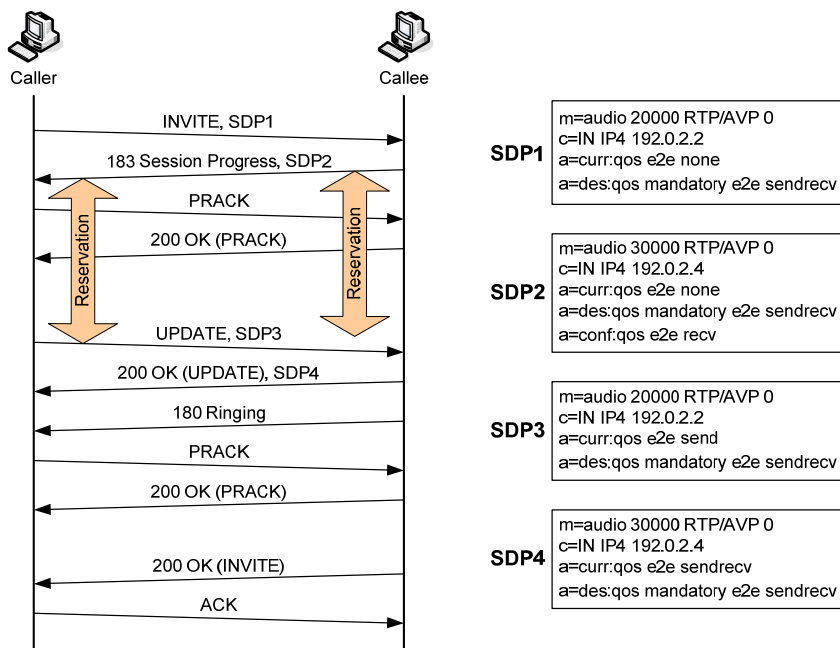 Caller
Callee
INVITE, SDP1
183 Session Progress, SDP2
PRACK
200 OK (PRACK)
Reservation
Reservation
UPDATE, SDP3
200 OK (UPDATE), SDP4
180 Ringing
PRACK
200 OK (PRACK)
200 OK (INVITE)
ACK
SDP1
m=audio 20000 RTP/AVP 0
c=IN IP4 192.0.2.2
a=curr:qos e2e none
a=des:qos mandatory e2e sendrecv
SDP2
m=audio 30000 RTP/AVP 0
c=IN IP4 192.0.2.4
a=curr:qos e2e none
a=des:qos mandatory e2e sendrecv
a=conf:qos e2e recv
SDP3
m=audio 20000 RTP/AVP 0
c=IN IP4 192.0.2.2
a=curr:qos e2e send
a=des:qos mandatory e2e sendrecv
SDP4
m=audio 30000 RTP/AVP 0
c=IN IP4 192.0.2.4
a=curr:qos e2e sendrecv
a=des:qos mandatory e2e sendrecv